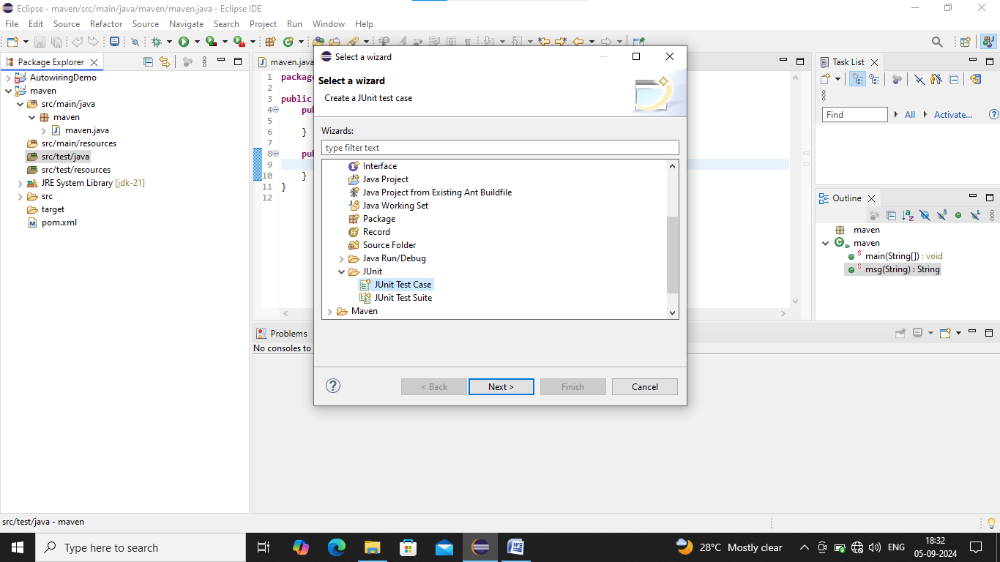 Eclipse - maven/src/main/java/maven/maven.java - Eclipse IDE
File Edit Source Refactor Source Navigate Search Project Run Window Help
Package Explorer
AutowiringDemo
maven
src/main/java
maven
maven.java
src/main/resources
src/test/java
src/test/resources
JRE System Library [jdk-21]
src
target
pom.xml
maven.java
1 package
2
3 public
4 pu
5
6 }
7
8 pu
9
10 }
11 }
12
Select a wizard
Select a wizard
Create a JUnit test case
Wizards:
type filter text
Interface
Java Project
Java Project from Existing Ant Buildfile
Java Working Set
Package
Record
Source Folder
Java Run/Debug
JUnit
JUnit Test Case
JUnit Test Suite
Maven
< Back Next > Finish Cancel
Task List
Find All Activate...
Outline
maven
maven
main(String[]) : void
msg(String) : String
Problems
No consoles to
src/test/java - maven
Type here to search
28°C Mostly clear
ENG
18:32
05-09-2024